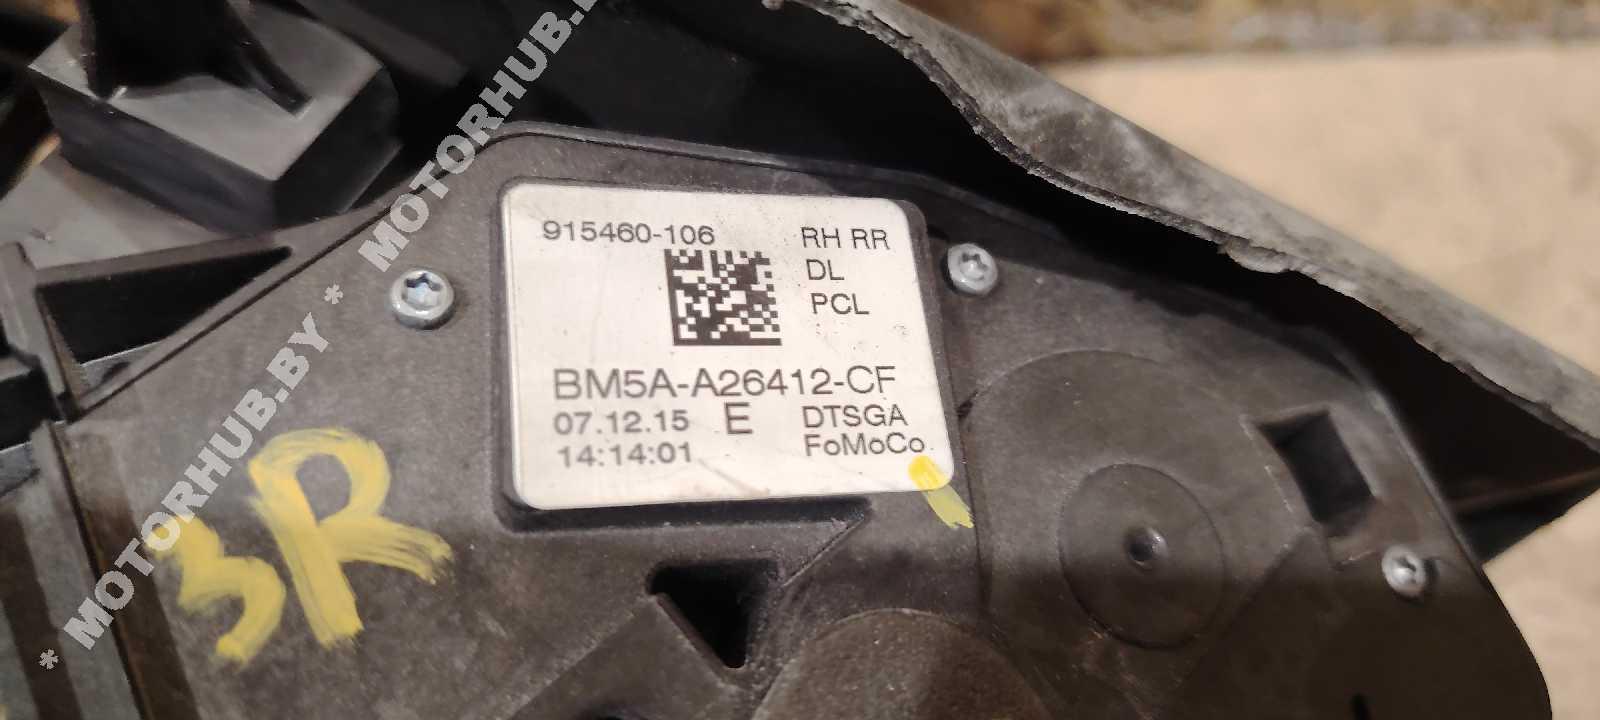 915460-106
RH RR
DL
PCL
BM5A-A26412-CF
07.12.15 E DTSGA
14:14:01 FoMoCo
3R
* MOTORHUB.BY * MOTORHUB.B